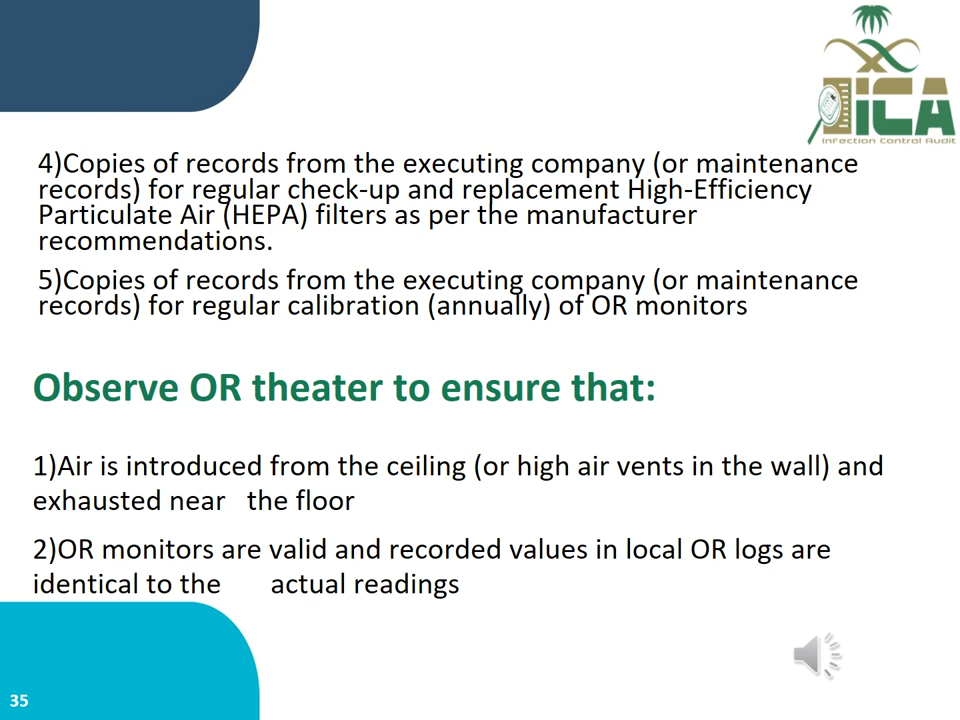 ICA
Infection Control Audit
4)Copies of records from the executing company (or maintenance
records) for regular check-up and replacement High-Efficiency
Particulate Air (HEPA) filters as per the manufacturer
recommendations.
5)Copies of records from the executing company (or maintenance
records) for regular calibration (annually) of OR monitors
Observe OR theater to ensure that:
1)Air is introduced from the ceiling (or high air vents in the wall) and
exhausted near the floor
2)OR monitors are valid and recorded values in local OR logs are
identical to the actual readings
35